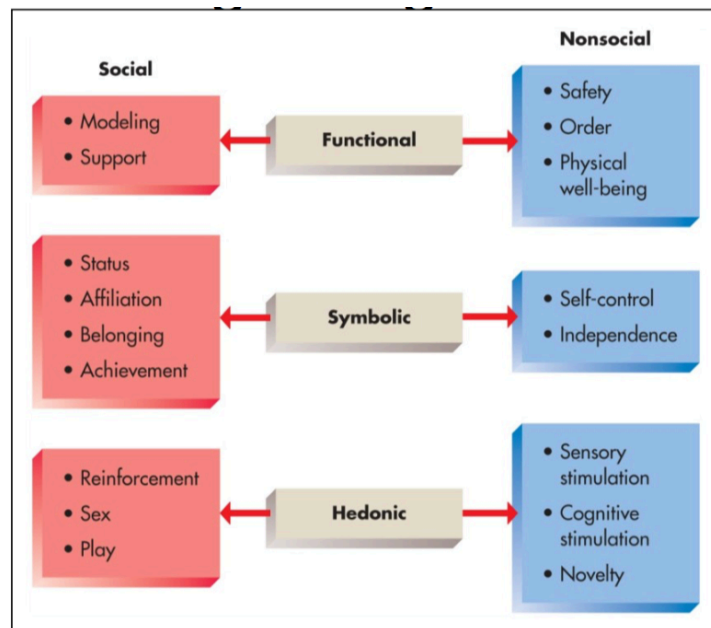 Nonsocial
Social
• Modeling
• Support
Functional
• Safety
• Order
• Physical
well-being
• Status
• Affiliation
• Belonging
• Achievement
Symbolic
• Self-control
• Independence
• Reinforcement
• Sex
• Play
Hedonic
• Sensory
stimulation
• Cognitive
stimulation
• Novelty